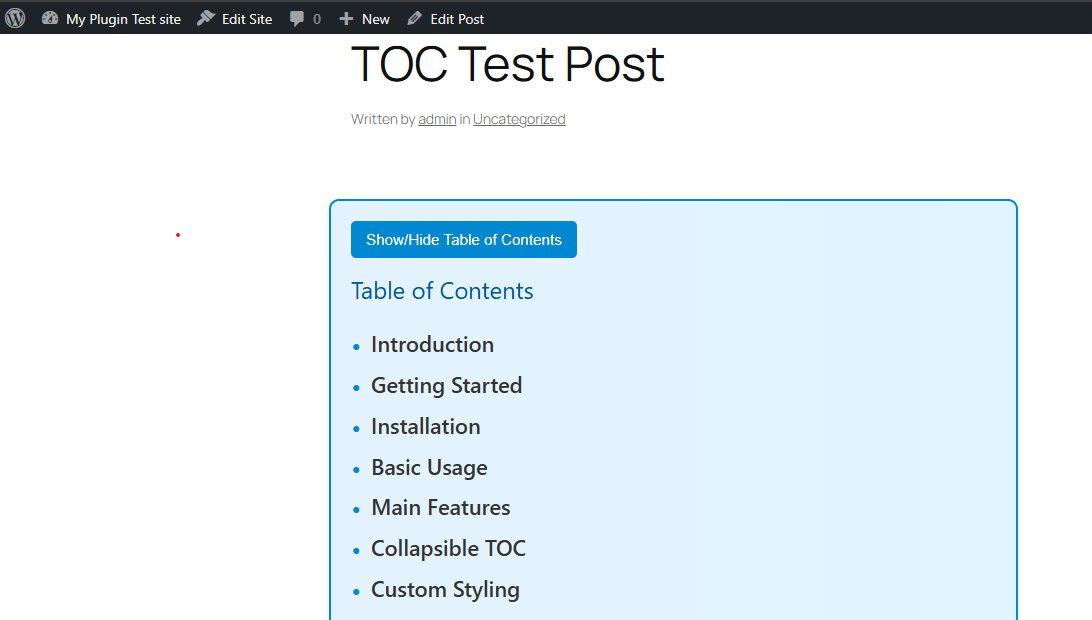 My Plugin Test site Edit Site 0 New Edit Post
TOC Test Post
Written by admin in Uncategorized
Show/Hide Table of Contents
Table of Contents
Introduction
Getting Started
Installation
Basic Usage
Main Features
Collapsible TOC
Custom Styling